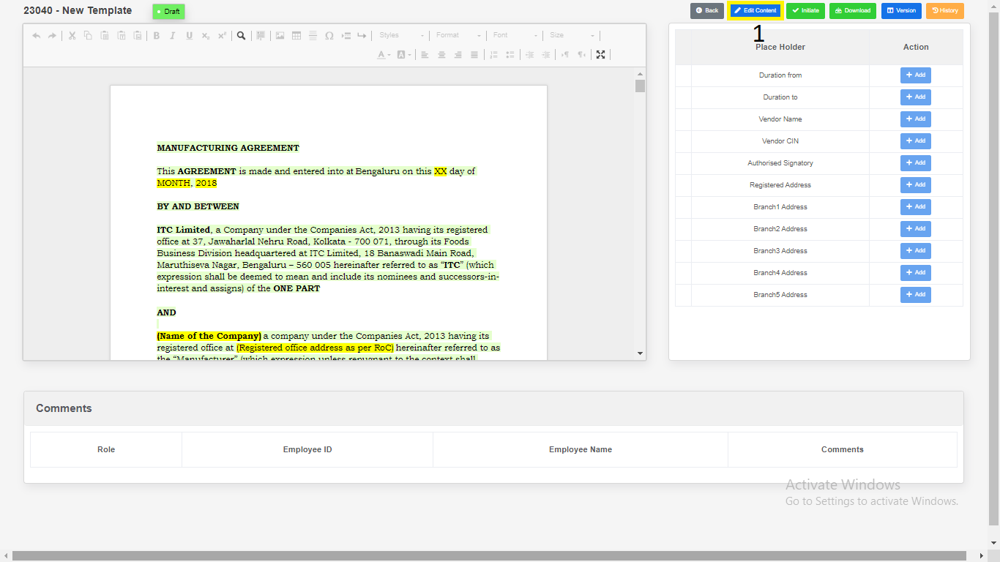 23040 - New Template
Draft
Back
Edit Content
Initiate
Download
Version
History
1
Styles
Format
Font
Size
MANUFACTURING AGREEMENT
This AGREEMENT is made and entered into at Bengaluru on this XX day of
MONTH, 2018
BY AND BETWEEN
ITC Limited, a Company under the Companies Act, 2013 having its registered
office at 37, Jawaharlal Nehru Road, Kolkata - 700 071, through its Foods
Business Division headquartered at ITC Limited, 18 Banaswadi Main Road,
Maruthiseva Nagar, Bengaluru – 560 005 hereinafter referred to as “ITC” (which
expression shall be deemed to mean and include its nominees and successors-in-
interest and assigns) of the ONE PART
AND
(Name of the Company) a company under the Companies Act, 2013 having its
registered office at (Registered office address as per RoC) hereinafter referred to as
the “Manufacturer” (which expression unless repugnant to the context shall
Place Holder
Action
Duration from
Add
Duration to
Add
Vendor Name
Add
Vendor CIN
Add
Authorised Signatory
Add
Registered Address
Add
Branch1 Address
Add
Branch2 Address
Add
Branch3 Address
Add
Branch4 Address
Add
Branch5 Address
Add
Comments
Role
Employee ID
Employee Name
Comments
Activate Windows
Go to Settings to activate Windows.